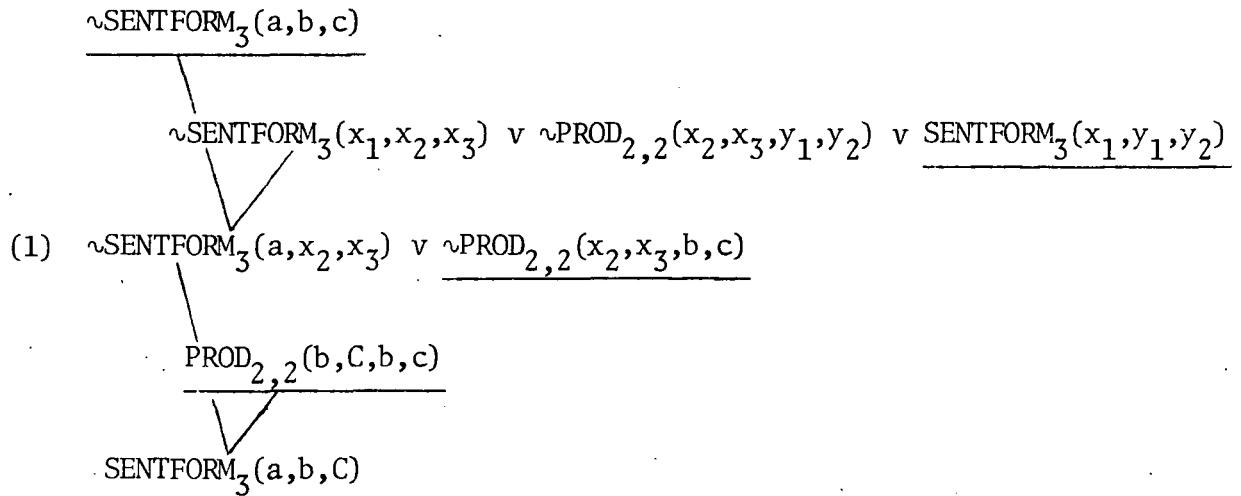 ~SENTFORM₃(a,b,c)
~SENTFORM₃(x₁,x₂,x₃) v ~PROD₂,₂(x₂,x₃,y₁,y₂) v SENTFORM₃(x₁,y₁,y₂)
(1) ~SENTFORM₃(a,x₂,x₃) v ~PROD₂,₂(x₂,x₃,b,c)
PROD₂,₂(b,C,b,c)
SENTFORM₃(a,b,C)